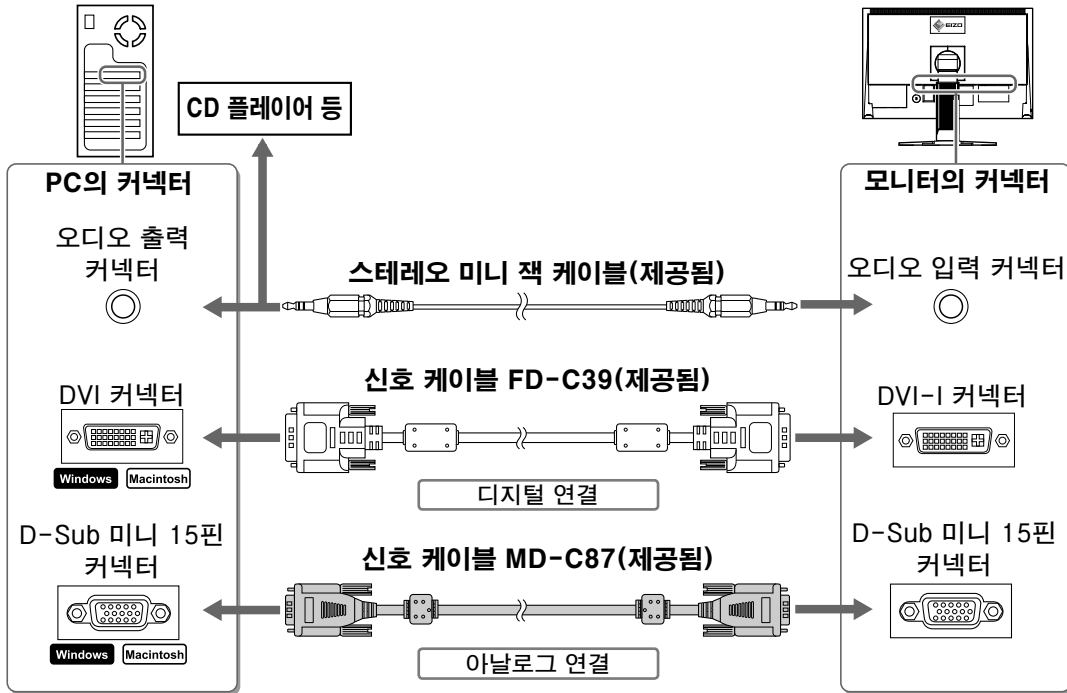 EIZO
CD 플레이어 등
PC의 커넥터
모니터의 커넥터
오디오 출력
커넥터
스테레오 미니 잭 케이블(제공됨)
오디오 입력 커넥터
신호 케이블 FD-C39(제공됨)
DVI 커넥터
DVI-I 커넥터
Windows Macintosh
디지털 연결
D-Sub 미니 15핀
커넥터
신호 케이블 MD-C87(제공됨)
D-Sub 미니 15핀
커넥터
Windows Macintosh
아날로그 연결